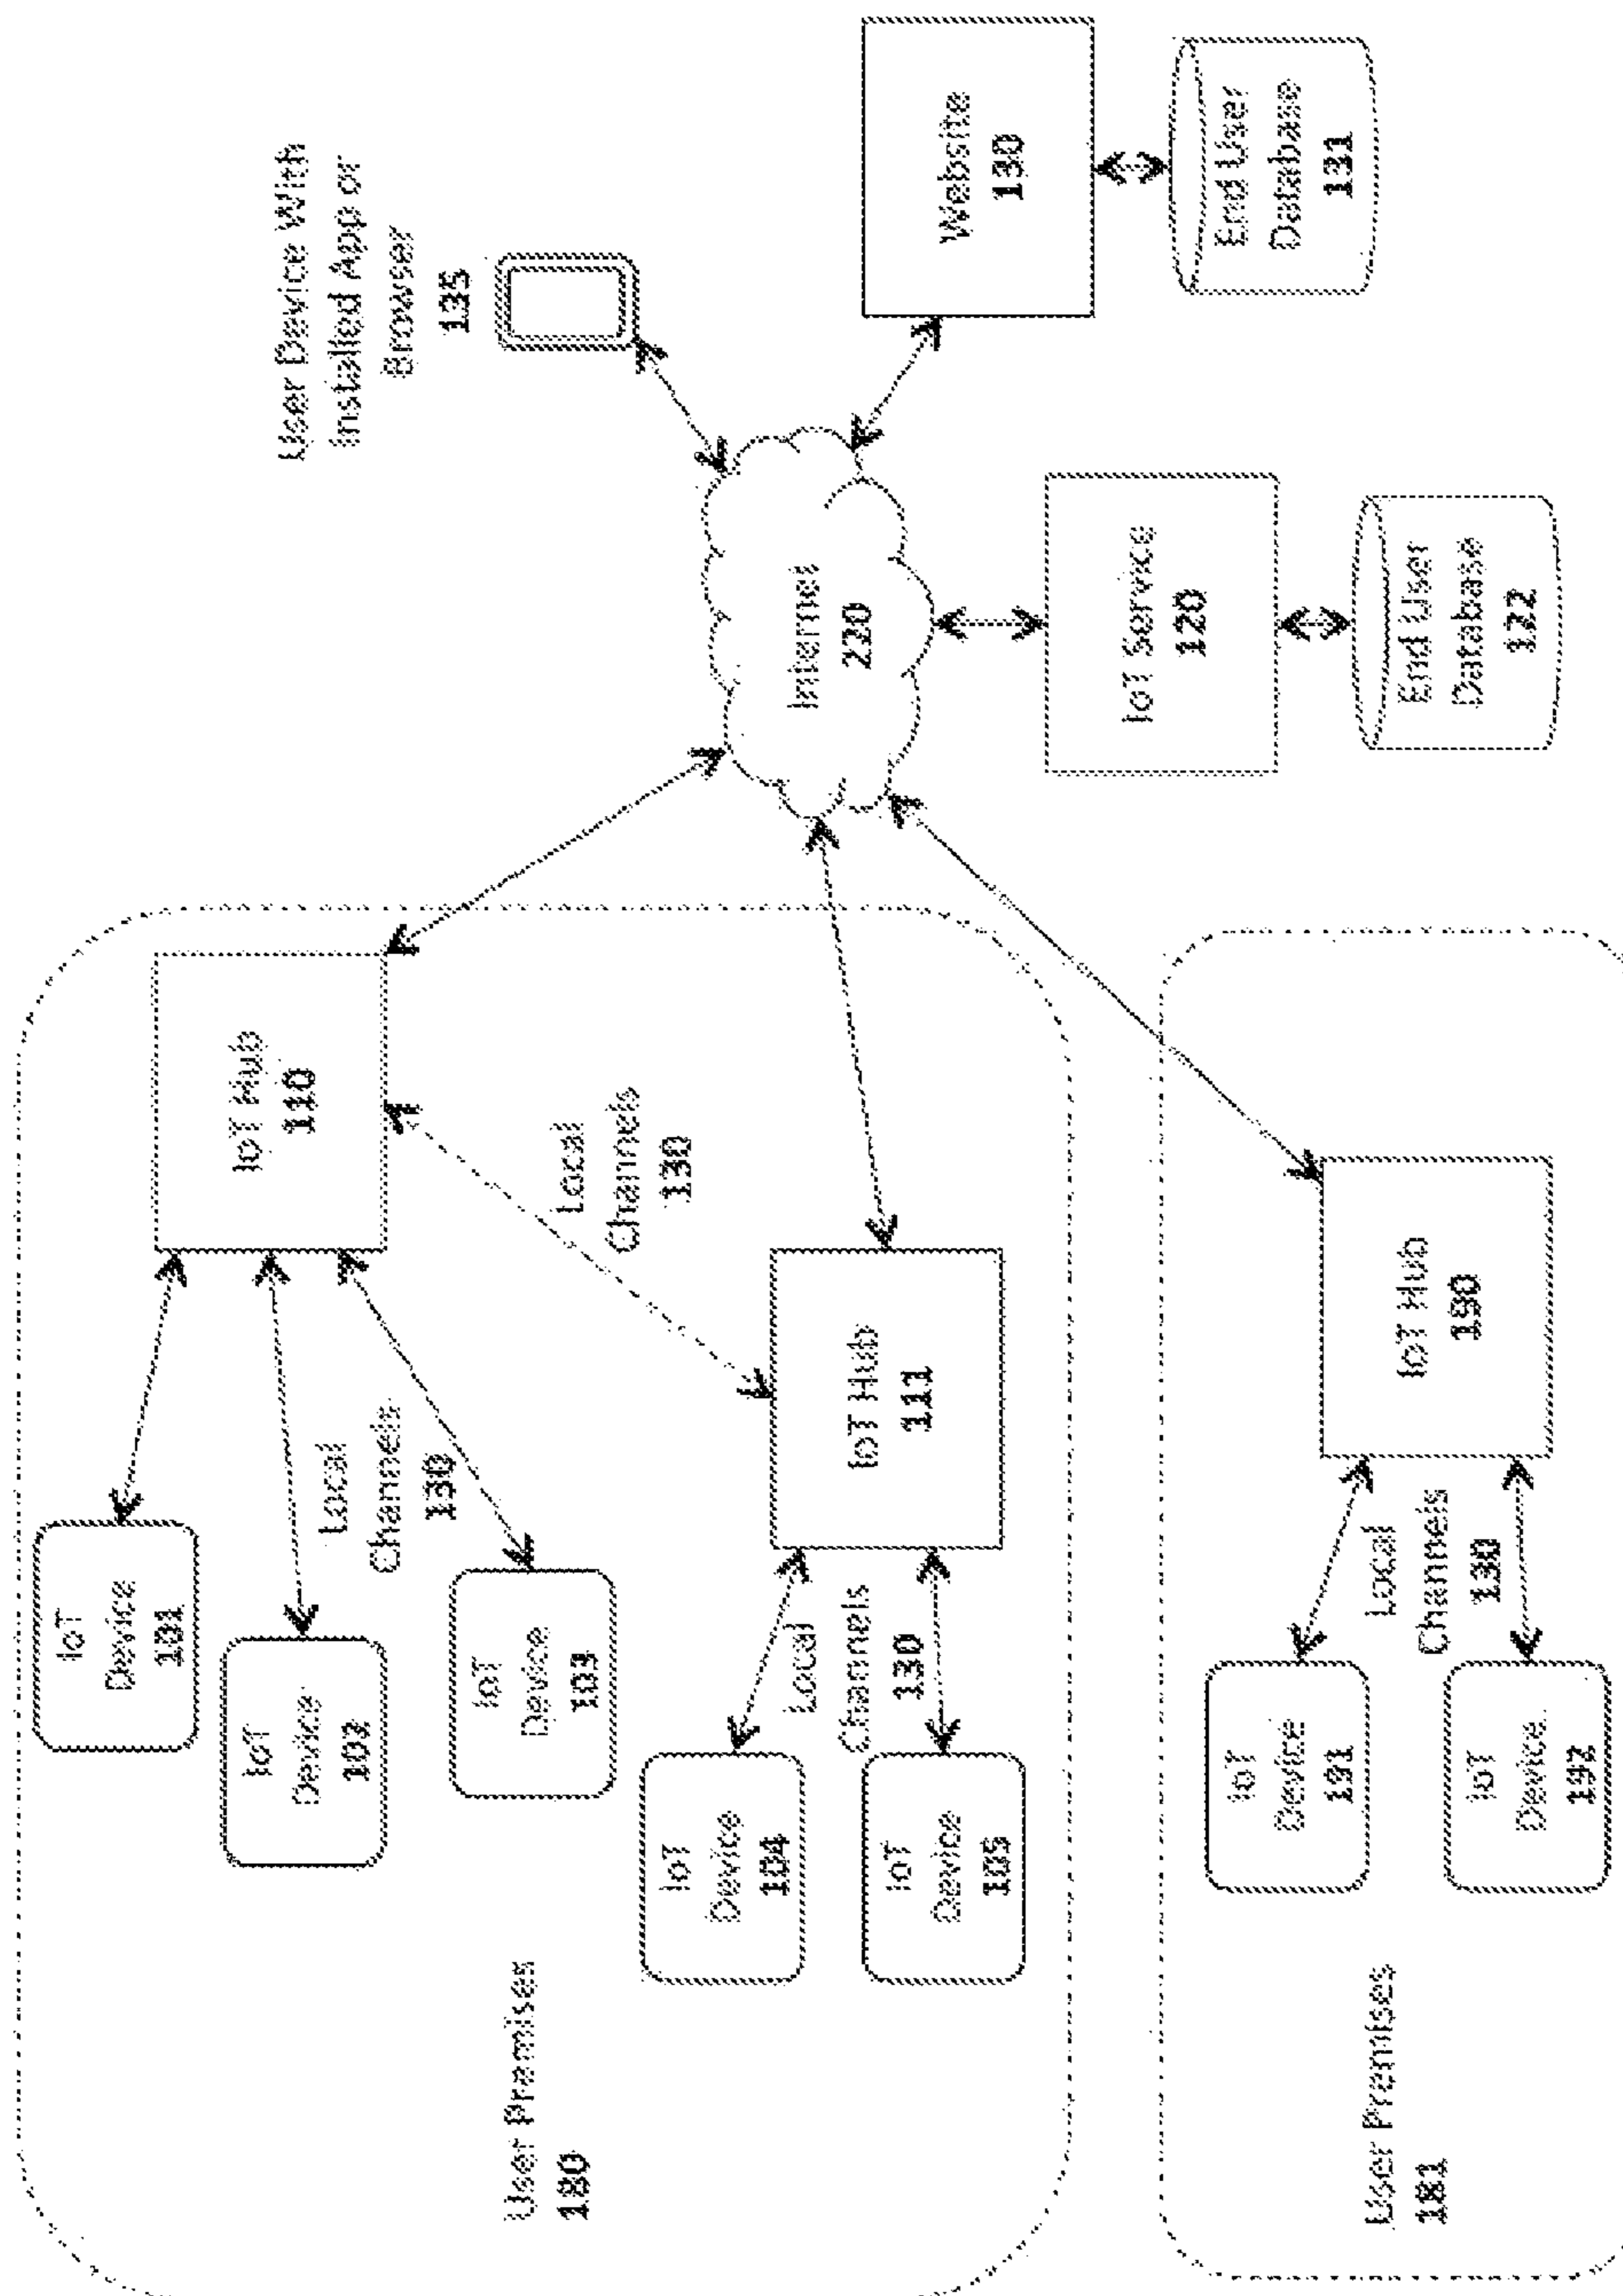 User Premises
180
IoT
Device
101
IoT
Device
102
IoT
Device
103
Local
Channels
130
IoT Hub
110
Local
Channels
130
IoT
Device
104
IoT
Device
105
Local
Channels
130
IoT Hub
111
User Device With
Installed App or
Browser
135
Internet
220
Website
130
End User
Database
131
IoT Service
120
End User
Database
122
User Premises
181
IoT
Device
191
IoT
Device
192
Local
Channels
130
IoT Hub
190